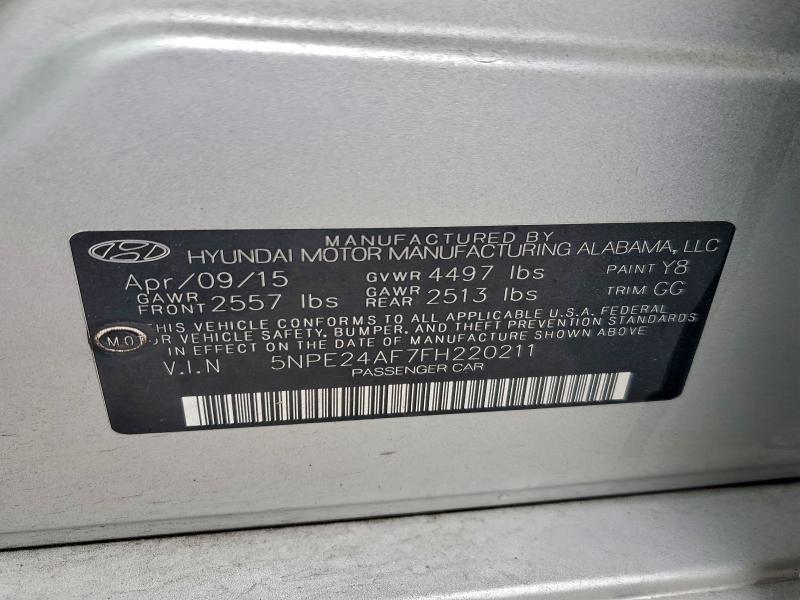 MANUFACTURED BY
HYUNDAI MOTOR MANUFACTURING ALABAMA, LLC
Apr/09/15 GVWR 4497 lbs PAINT Y8
GAWR FRONT 2557 lbs GAWR REAR 2513 lbs TRIM GG
THIS VEHICLE CONFORMS TO ALL APPLICABLE U.S.A. FEDERAL
MOTOR VEHICLE SAFETY, BUMPER, AND THEFT PREVENTION STANDARDS
IN EFFECT ON THE DATE OF MANUFACTURE SHOWN ABOVE
V.I.N 5NPE24AF7FH220211
PASSENGER CAR